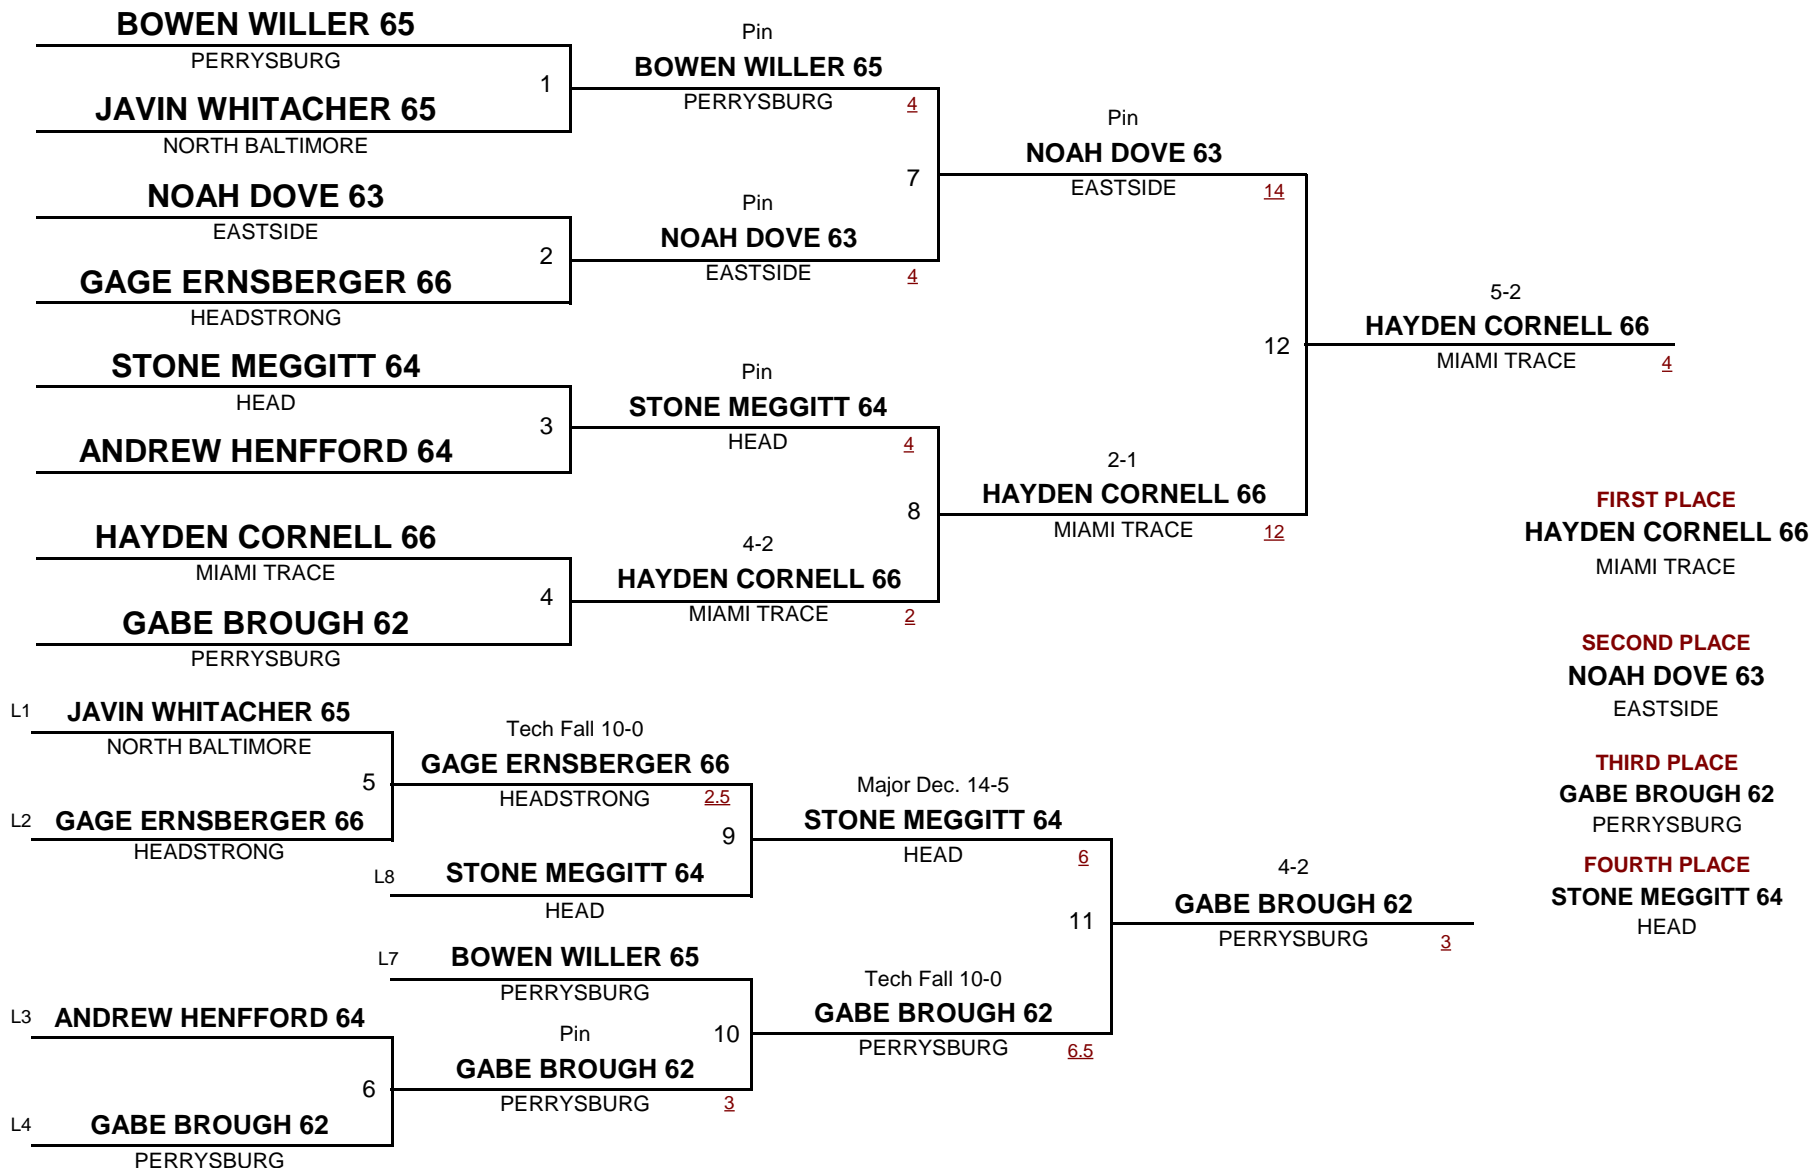 BOWEN WILLER 65
PERRYSBURG
1
JAVIN WHITACHER 65
NORTH BALTIMORE
NOAH DOVE 63
EASTSIDE
2
GAGE ERNSBERGER 66
HEADSTRONG
STONE MEGGITT 64
HEAD
3
ANDREW HENFFORD 64
HAYDEN CORNELL 66
MIAMI TRACE
4
GABE BROUGH 62
PERRYSBURG
Pin
BOWEN WILLER 65
PERRYSBURG 4
7
Pin
NOAH DOVE 63
EASTSIDE 4
Pin
STONE MEGGITT 64
HEAD 4
8
4-2
HAYDEN CORNELL 66
MIAMI TRACE 2
Pin
NOAH DOVE 63
EASTSIDE 14
12
2-1
HAYDEN CORNELL 66
MIAMI TRACE 12
5-2
HAYDEN CORNELL 66
MIAMI TRACE 4
FIRST PLACE
HAYDEN CORNELL 66
MIAMI TRACE
SECOND PLACE
NOAH DOVE 63
EASTSIDE
THIRD PLACE
GABE BROUGH 62
PERRYSBURG
FOURTH PLACE
STONE MEGGITT 64
HEAD
L1 JAVIN WHITACHER 65
NORTH BALTIMORE
5
L2 GAGE ERNSBERGER 66
HEADSTRONG
Tech Fall 10-0
GAGE ERNSBERGER 66
HEADSTRONG 2.5
9
L8 STONE MEGGITT 64
HEAD
Major Dec. 14-5
STONE MEGGITT 64
HEAD 6
11
L7 BOWEN WILLER 65
PERRYSBURG
10
L3 ANDREW HENFFORD 64
6
L4 GABE BROUGH 62
PERRYSBURG
Pin
GABE BROUGH 62
PERRYSBURG 3
Tech Fall 10-0
GABE BROUGH 62
PERRYSBURG 6.5
4-2
GABE BROUGH 62
PERRYSBURG 3